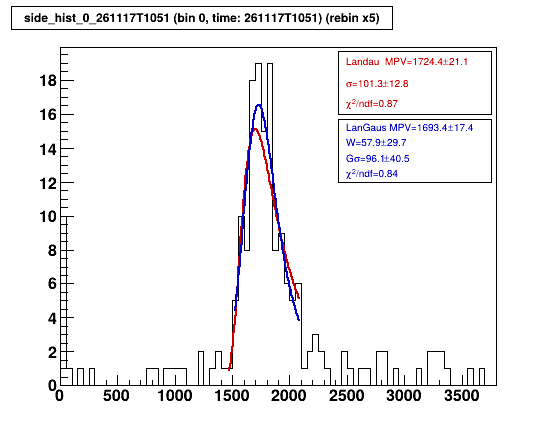 side_hist_0_261117T1051 (bin 0, time: 261117T1051) (rebin x5)
Landau MPV=1724.4±21.1
σ=101.3±12.8
χ²/ndf=0.87
LanGaus MPV=1693.4±17.4
W=57.9±29.7
Gσ=96.1±40.5
χ²/ndf=0.84
18
16
14
12
10
8
6
4
2
0
0 500 1000 1500 2000 2500 3000 3500